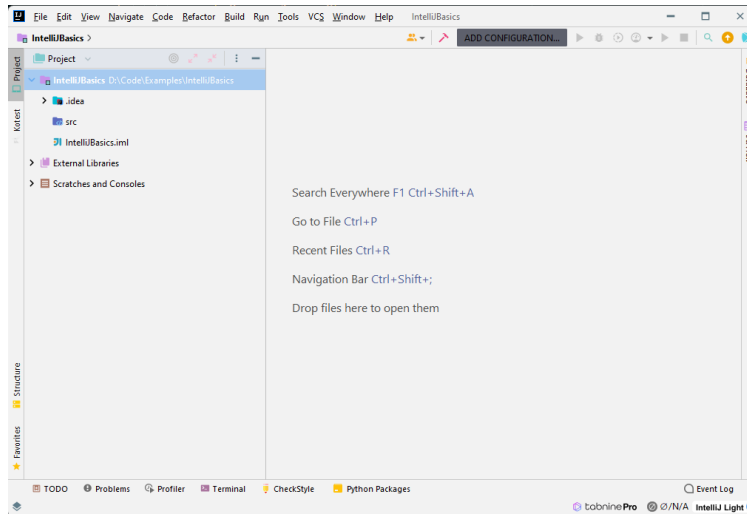 File Edit View Navigate Code Refactor Build Run Tools VCS Window Help IntelliJBasics
IntelliJBasics
ADD CONFIGURATION...
Project
Project
IntelliJBasics D:\Code\Examples\IntelliJBasics
.idea
Kotest
src
IntelliJBasics.iml
External Libraries
Scratches and Consoles
Search Everywhere F1 Ctrl+Shift+A
Go to File Ctrl+P
Recent Files Ctrl+R
Navigation Bar Ctrl+Shift+;
Drop files here to open them
Structure
Favorites
TODO Problems Profiler Terminal CheckStyle Python Packages Event Log
tabnine Pro Ø/N/A IntelliJ Light